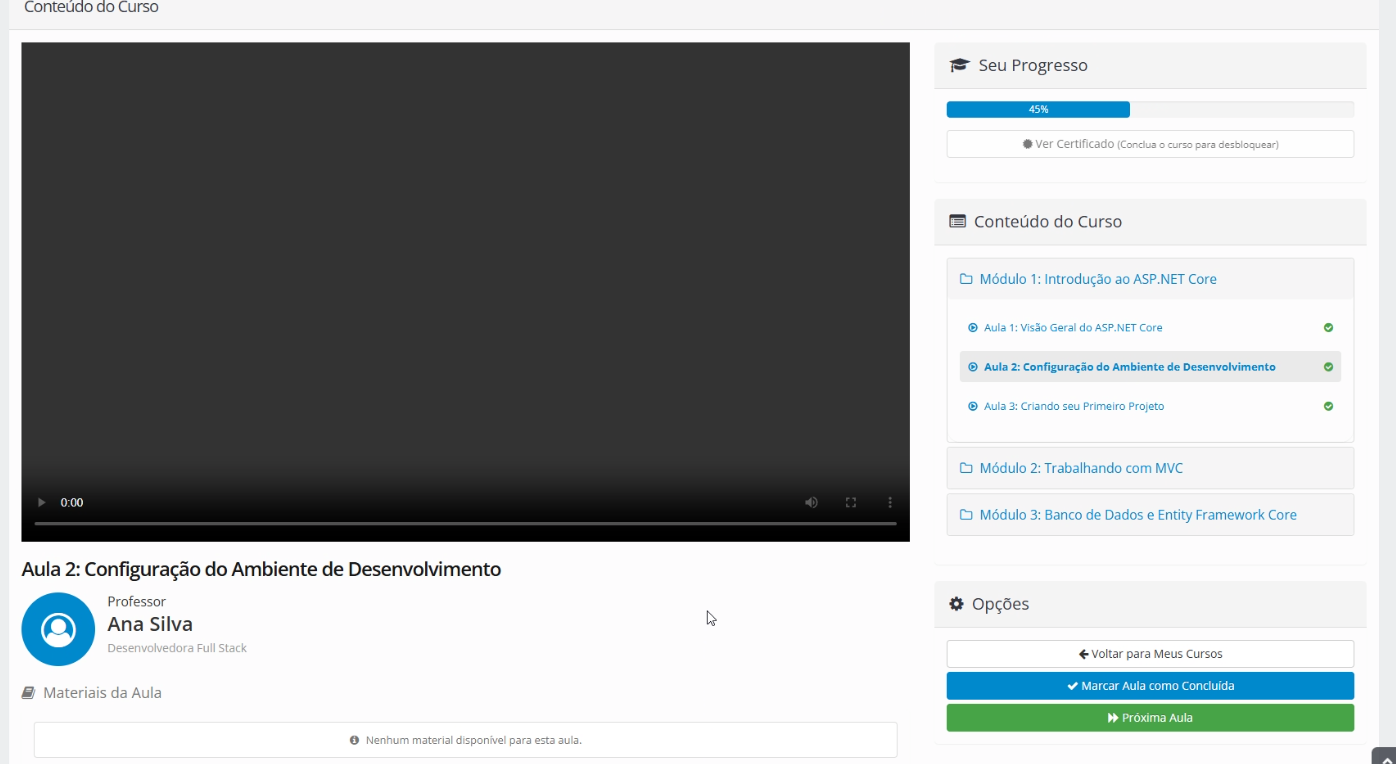 Conteúdo do Curso
0:00
Aula 2: Configuração do Ambiente de Desenvolvimento
Professor
Ana Silva
Desenvolvedora Full Stack
Materiais da Aula
Nenhum material disponível para esta aula.
Seu Progresso
45%
Ver Certificado (Conclua o curso para desbloquear)
Conteúdo do Curso
Módulo 1: Introdução ao ASP.NET Core
Aula 1: Visão Geral do ASP.NET Core
Aula 2: Configuração do Ambiente de Desenvolvimento
Aula 3: Criando seu Primeiro Projeto
Módulo 2: Trabalhando com MVC
Módulo 3: Banco de Dados e Entity Framework Core
Opções
Voltar para Meus Cursos
Marcar Aula como Concluída
Próxima Aula